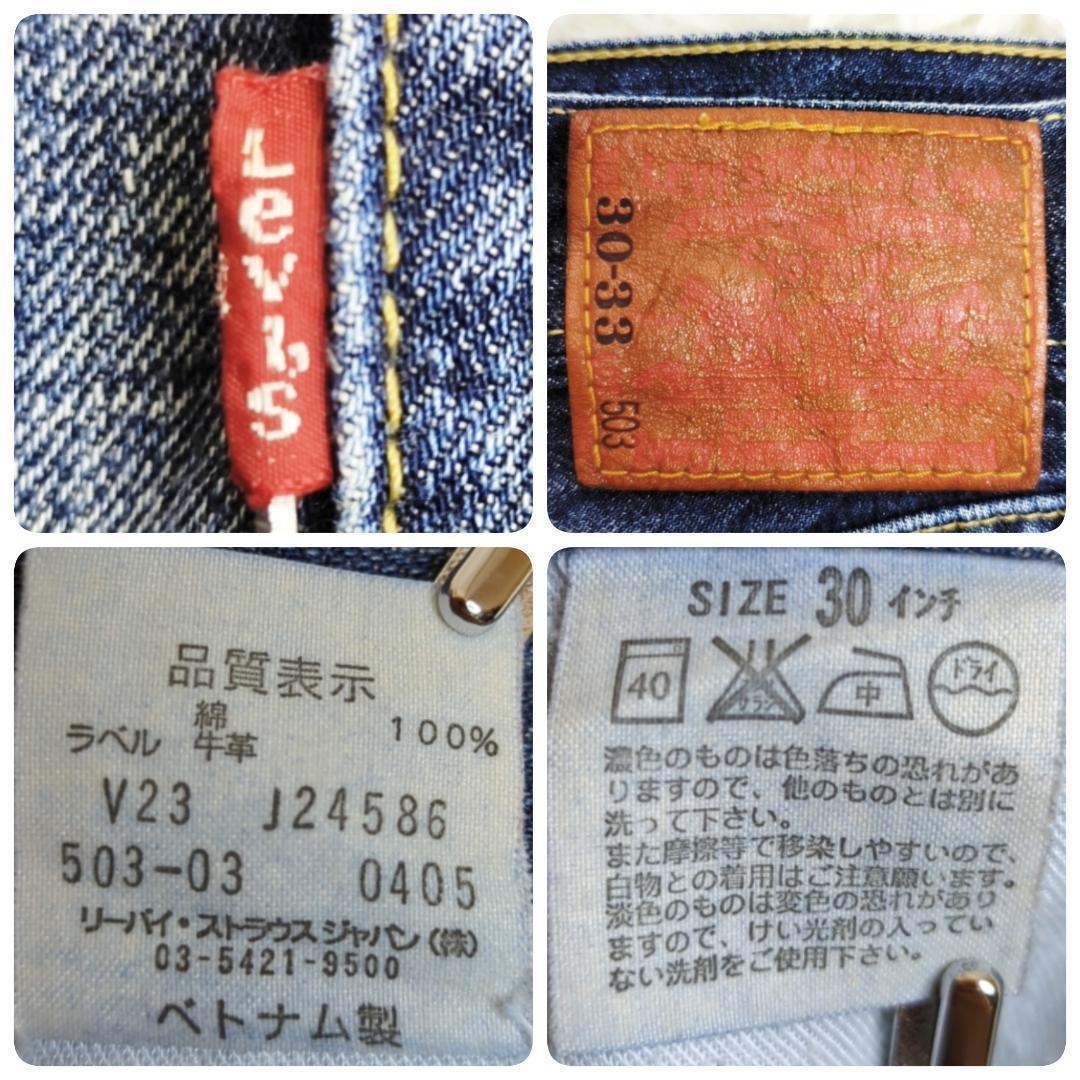 Levi's
30-33
503
品質表示
綿 100%
ラベル 牛革
V23 J24586
503-03 0405
リーバイ・ストラウスジャパン(株)
03-5421-9500
ベトナム製
SIZE 30 インチ
40 中 ドライ
濃色のものは色落ちの恐れがあ
りますので、他のものとは別に
洗って下さい。
また摩擦等で移染しやすいので、
白物との着用はご注意願います。
淡色のものは変色の恐れがあり
ますので、けい光剤の入ってい
ない洗剤をご使用下さい。